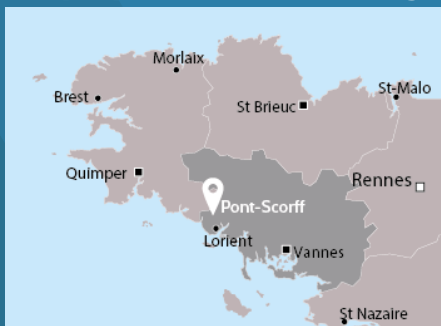 Morlaix
St-Malo
Brest
St Brieuc
Quimper
Rennes
Pont-Scorff
Lorient
Vannes
St Nazaire